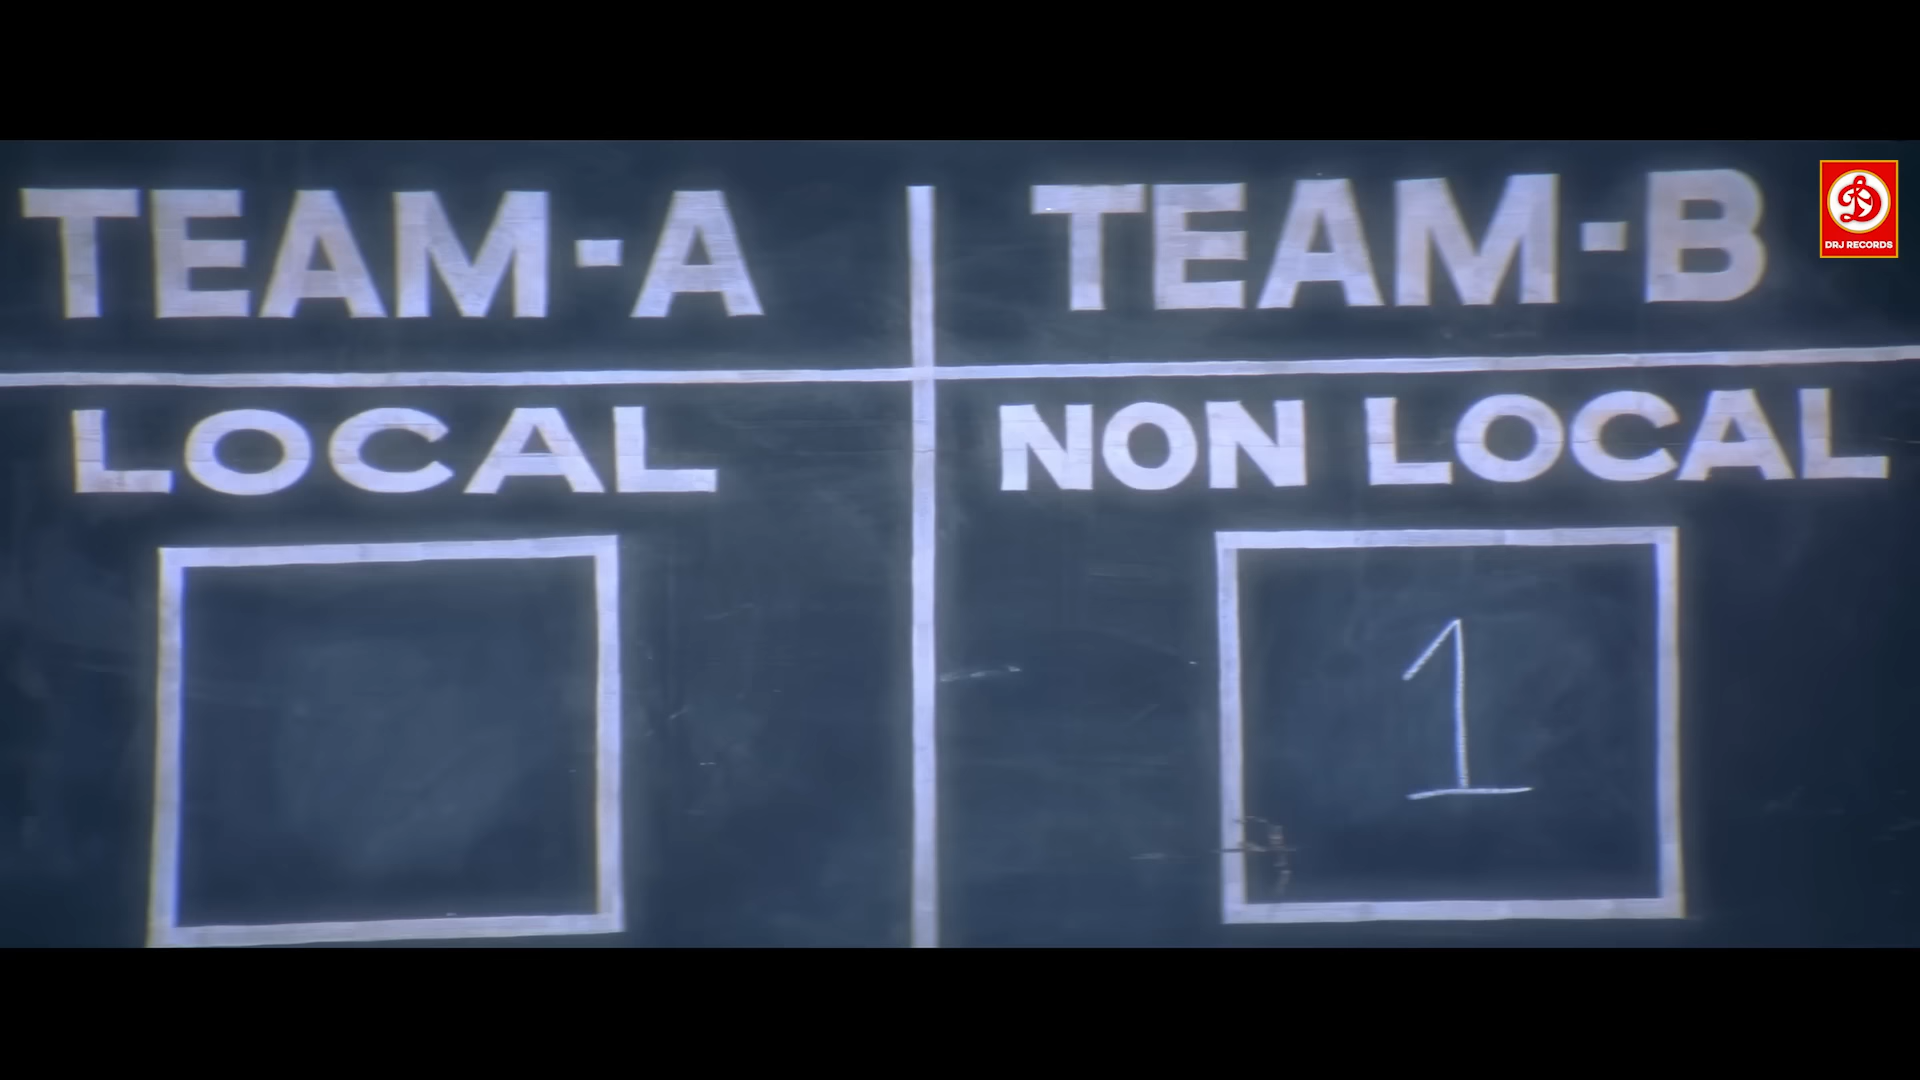 TEAM-A
LOCAL
TEAM-B
NON LOCAL
1
DRJ RECORDS